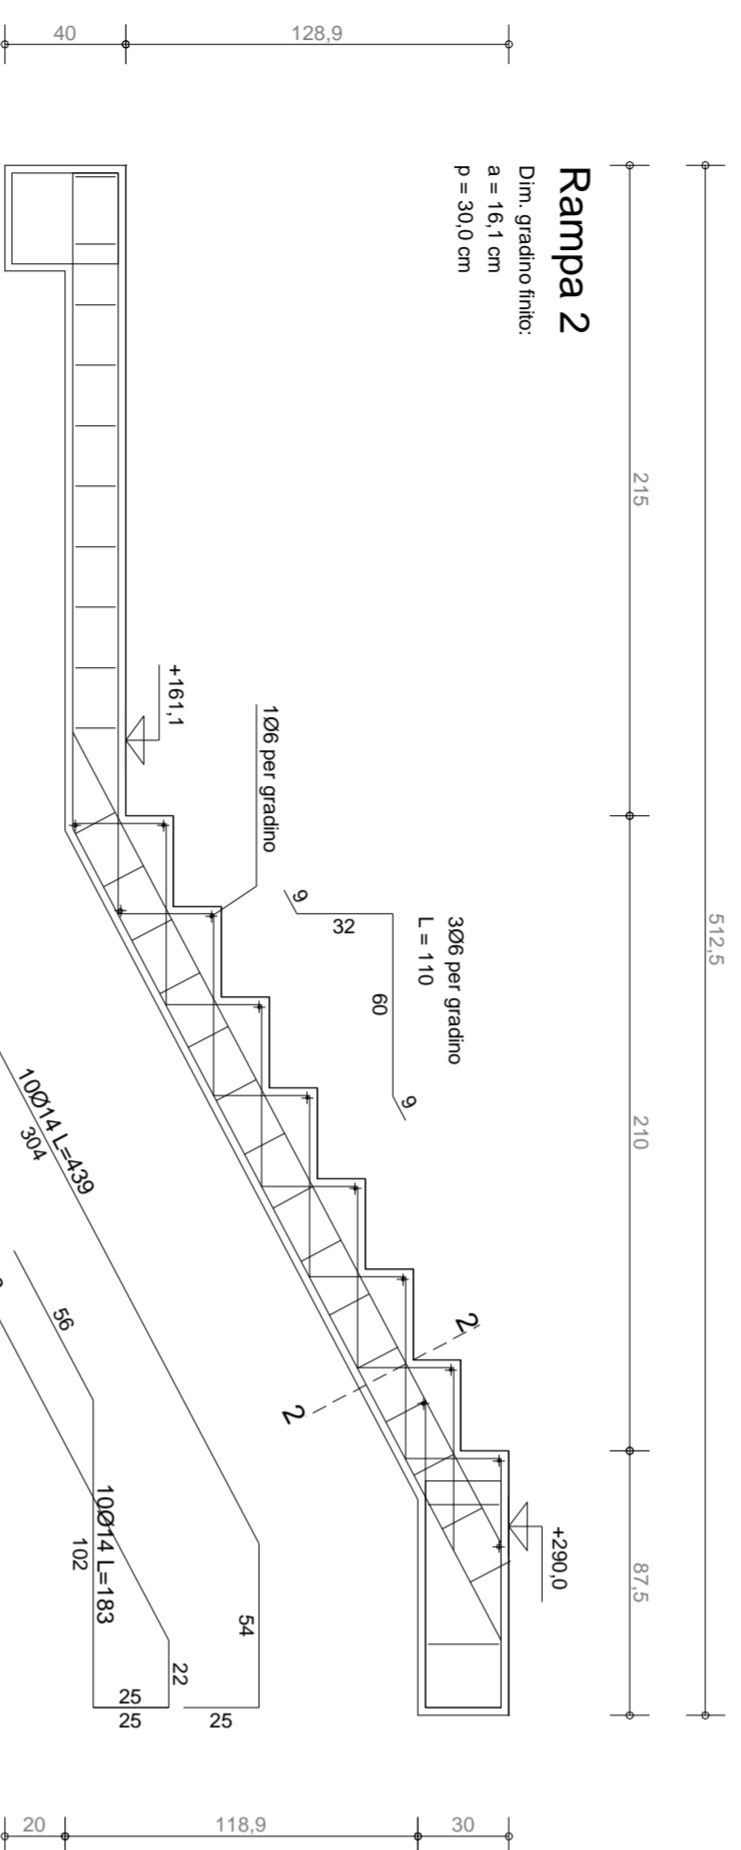 Rampa 2
Dim. gradino finito:
a = 16,1 cm
p = 30,0 cm
512,5
215
210
87,5
40
128,9
+161,1
1Ø6 per gradino
3Ø6 per gradino
L = 110
9
32
60
9
2
2
+290,0
10Ø14 L=439
304
54
25
56
10Ø14 L=183
102
22
25
25
20
118,9
30